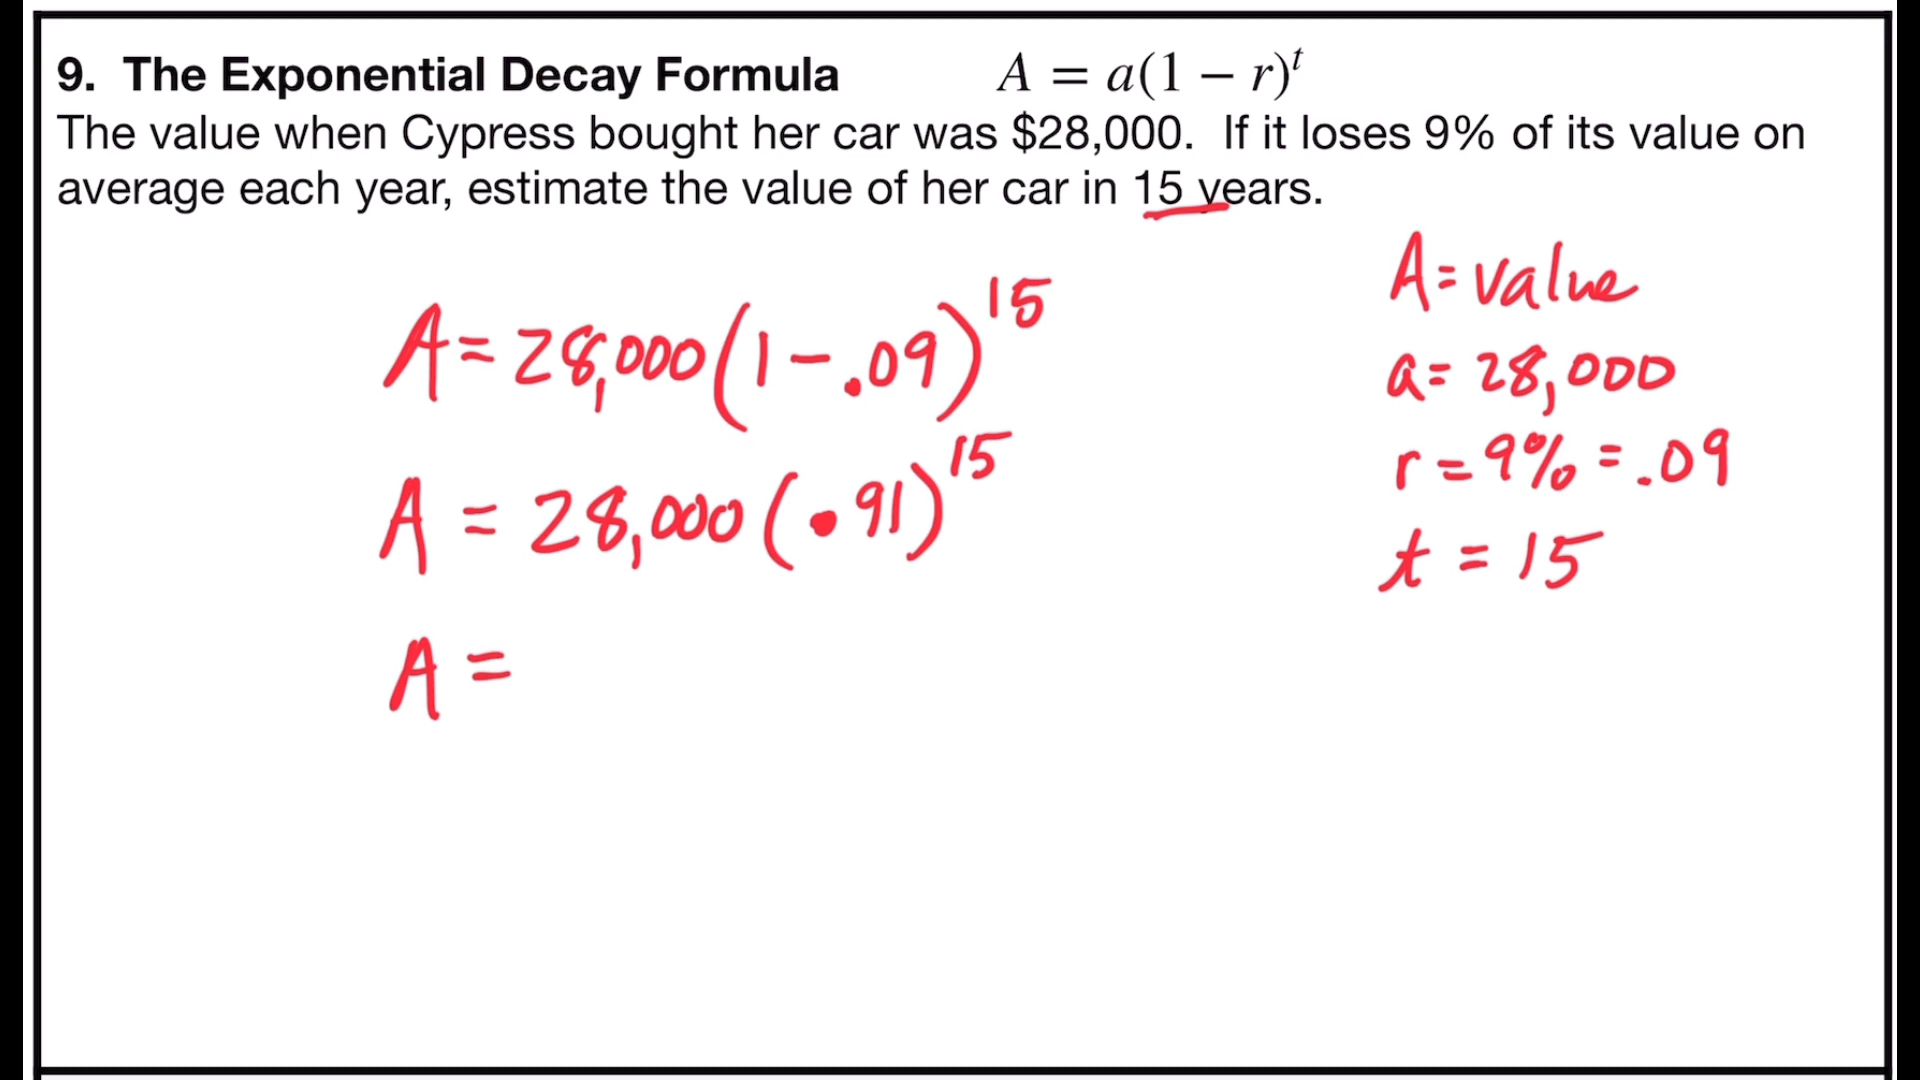 9. The Exponential Decay Formula A = a(1 − r)^t
The value when Cypress bought her car was $28,000. If it loses 9% of its value on
average each year, estimate the value of her car in 15 years.
A = value
A = 28,000(1 - .09)^15
a = 28,000
r = 9% = .09
A = 28,000(.91)^15
t = 15
A =